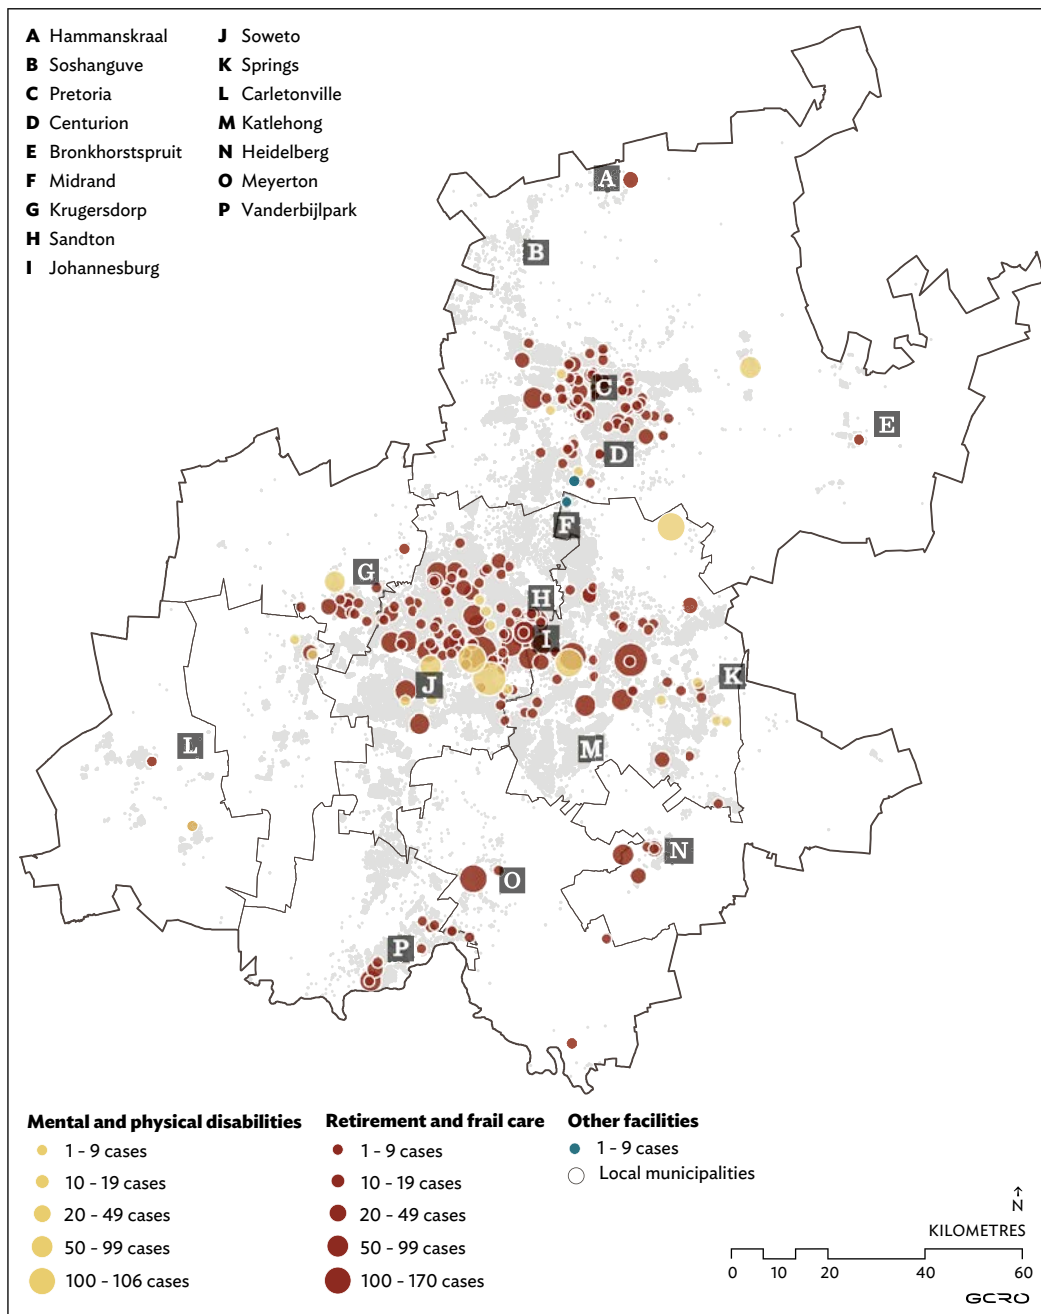 A Hammanskraal
B Soshanguve
C Pretoria
D Centurion
E Bronkhorstspruit
F Midrand
G Krugersdorp
H Sandton
I Johannesburg
J Soweto
K Springs
L Carletonville
M Katlehong
N Heidelberg
O Meyerton
P Vanderbijlpark
A
B
C
E
D
F
G
H
I
K
J
L
M
N
O
P
Mental and physical disabilities
1 - 9 cases
10 - 19 cases
20 - 49 cases
50 - 99 cases
100 - 106 cases
Retirement and frail care
1 - 9 cases
10 - 19 cases
20 - 49 cases
50 - 99 cases
100 - 170 cases
Other facilities
1 - 9 cases
Local municipalities
N
KILOMETRES
0 10 20 40 60
GCRO